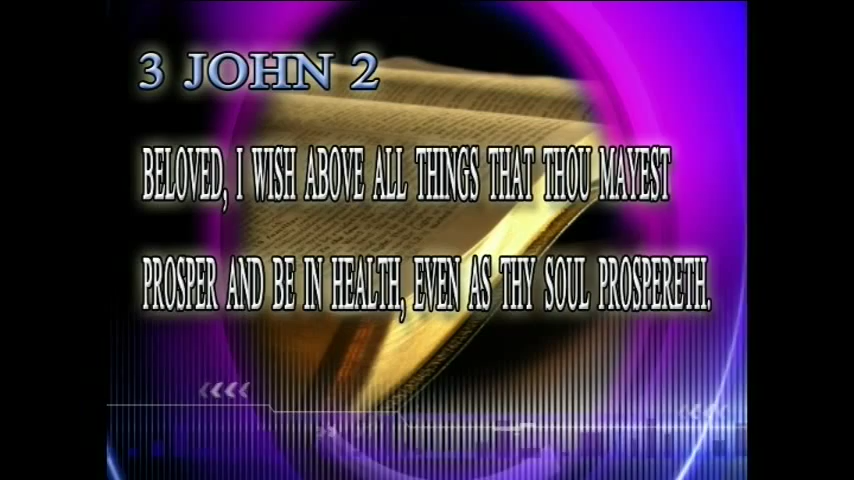 3 JOHN 2
BELOVED, I WISH ABOVE ALL THINGS THAT THOU MAYEST
PROSPER AND BE IN HEALTH, EVEN AS THY SOUL PROSPERETH.